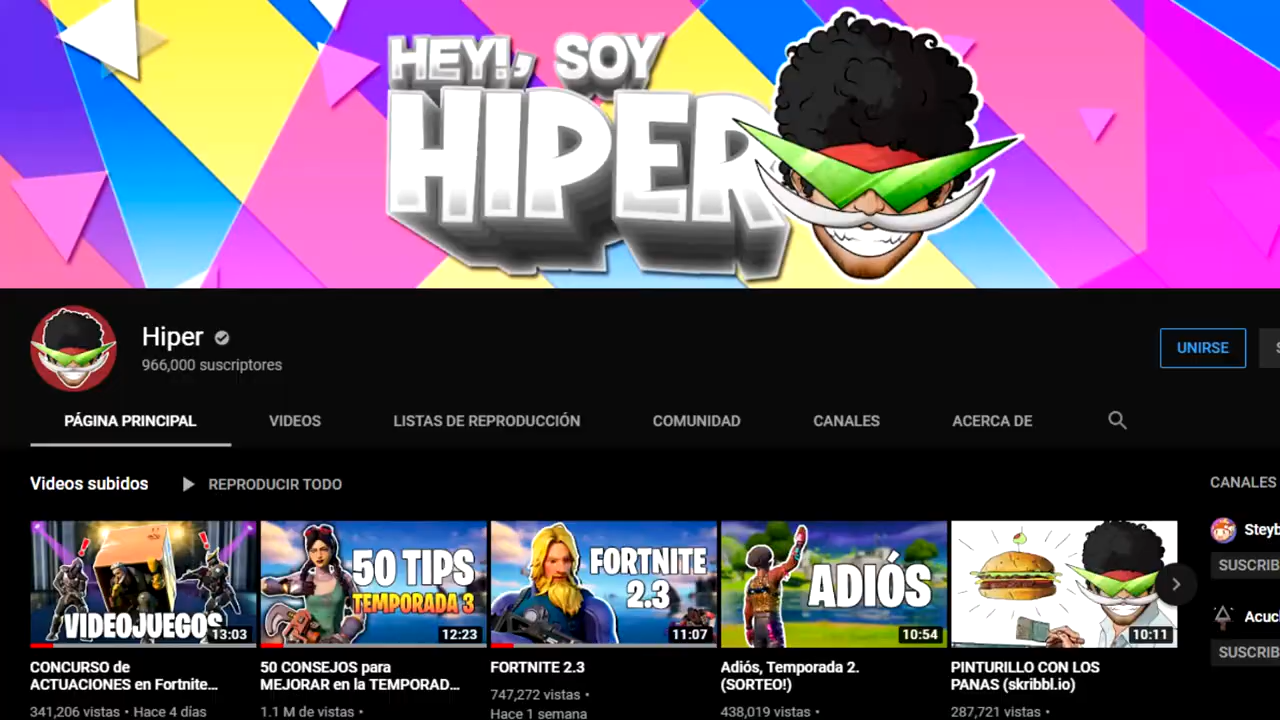 HEY!, SOY
HIPER
Hiper
966,000 suscriptores
UNIRSE
PÁGINA PRINCIPAL
VIDEOS
LISTAS DE REPRODUCCIÓN
COMUNIDAD
CANALES
ACERCA DE
Videos subidos
REPRODUCIR TODO
CANALES
VIDEOJUEGOS
13:03
CONCURSO de
ACTUACIONES en Fortnite...
341,206 vistas • Hace 4 días
50 TIPS
TEMPORADA 3
12:23
50 CONSEJOS para
MEJORAR en la TEMPORAD...
1.1 M de vistas •
FORTNITE
2.3
11:07
FORTNITE 2.3
747,272 vistas •
Hace 1 semana
ADIÓS
10:54
Adiós, Temporada 2.
(SORTEO!)
438,019 vistas •
10:11
PINTURILLO CON LOS
PANAS (skribbl.io)
287,721 vistas •
Steyb
SUSCRIB
Acuc
SUSCRIB